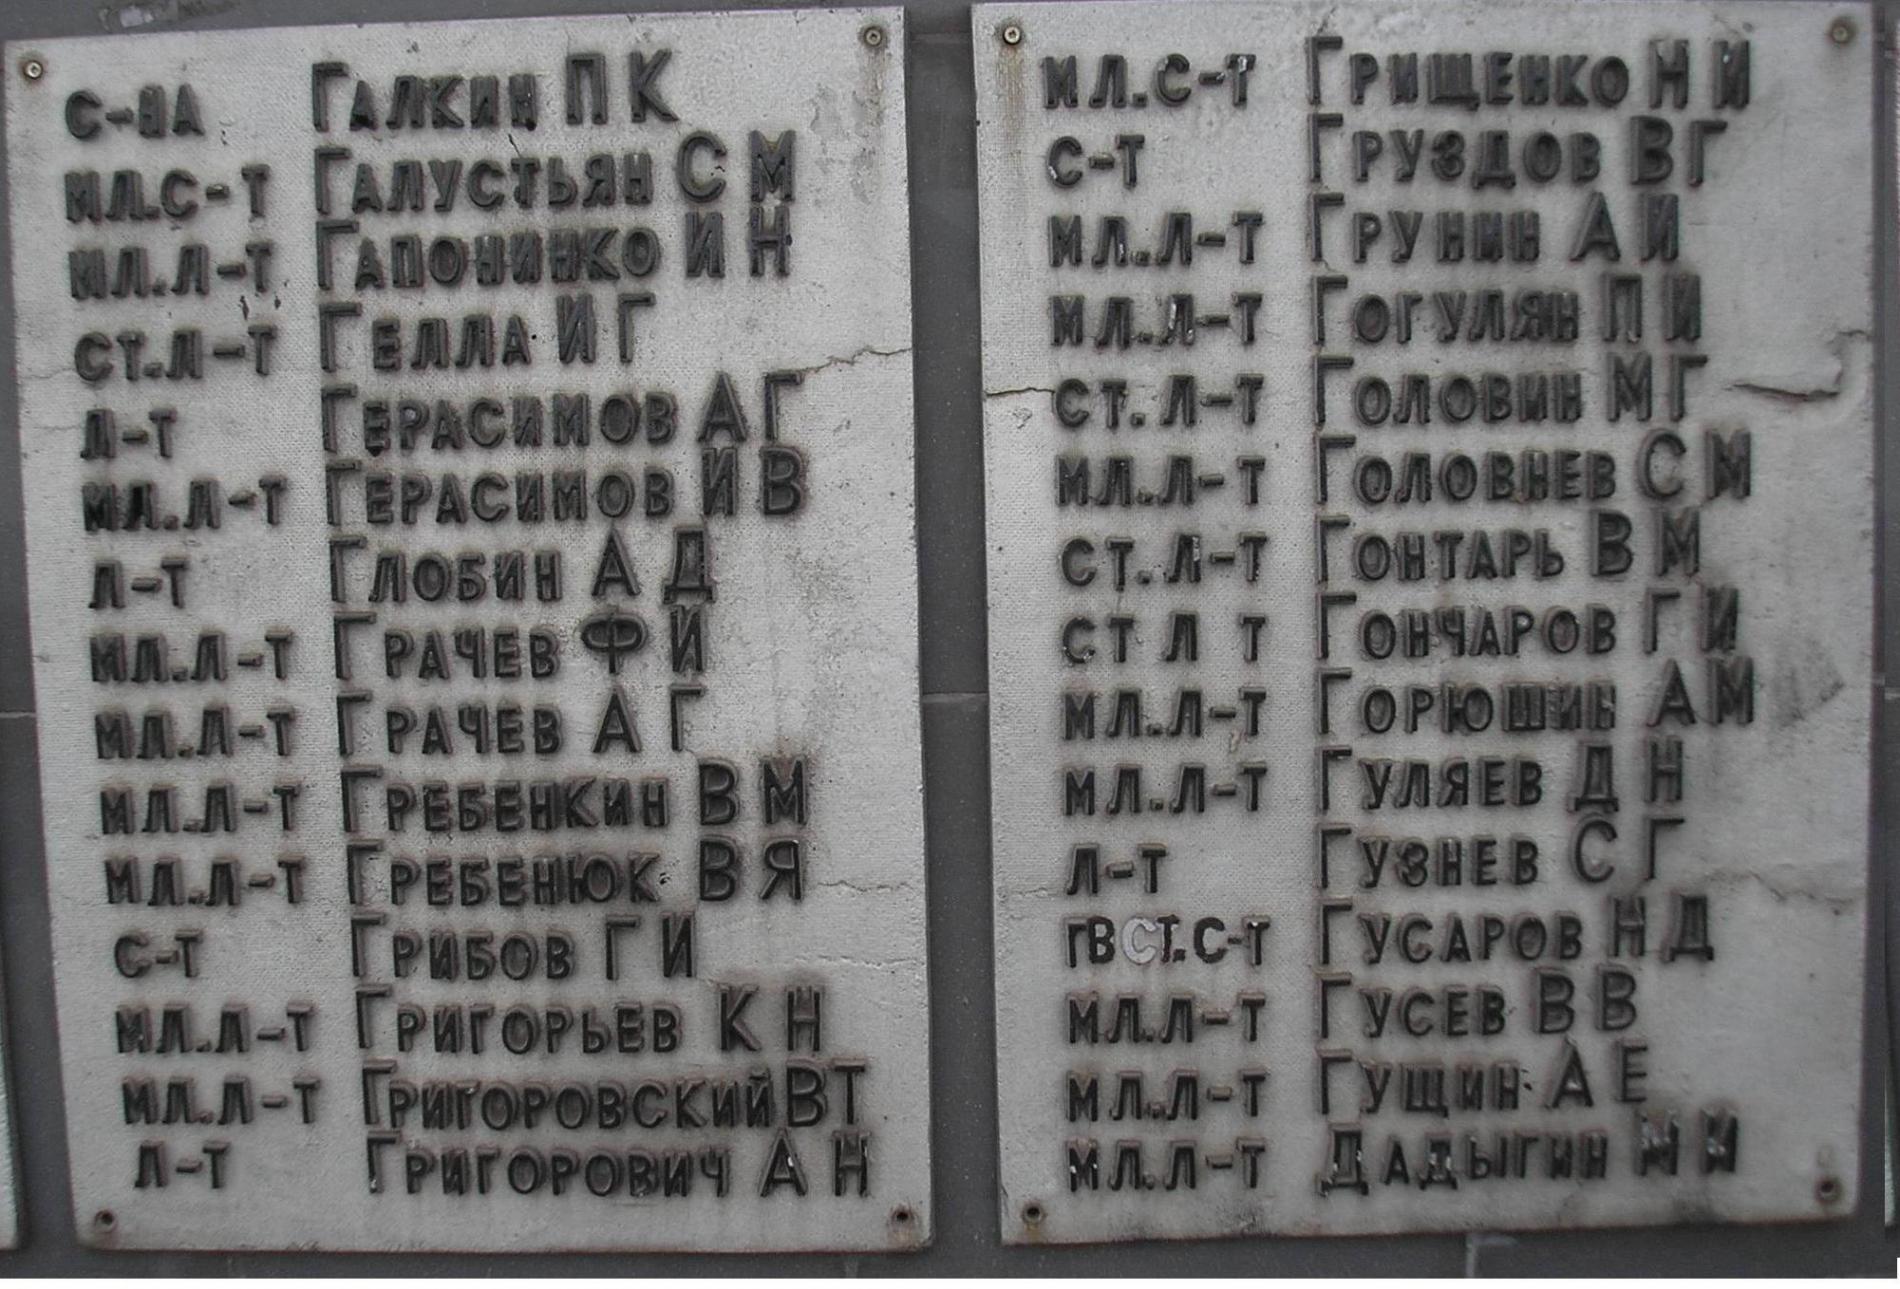 С-НА ГАЛКИН П К
МЛ.С-Т ГАЛУСТЬЯН С М
МЛ.Л-Т ГАПОНИНКО И Н
СТ.Л-Т ГЕЛЛА И Г
Л-Т ГЕРАСИМОВ А Г
МЛ.Л-Т ГЕРАСИМОВ И В
Л-Т ГЛОБИН А Д
МЛ.Л-Т ГРАЧЕВ Ф И
МЛ.Л-Т ГРАЧЕВ А Г
МЛ.Л-Т ГРЕБЕНКИН В М
МЛ.Л-Т ГРЕБЕНЮК В Я
С-Т ГРИБОВ Г И
МЛ.Л-Т ГРИГОРЬЕВ К Н
МЛ.Л-Т ГРИГОРОВСКИЙ В Т
Л-Т ГРИГОРОВИЧ А Н
МЛ.С-Т ГРИЩЕНКО Н И
С-Т ГРУЗДОВ В Г
МЛ.Л-Т ГРУНИН А И
МЛ.Л-Т ГОГУЛЯН П И
СТ.Л-Т ГОЛОВИН М Г
МЛ.Л-Т ГОЛОВНЕВ С М
СТ.Л-Т ГОНТАРЬ В М
СТ Л Т ГОНЧАРОВ Г И
МЛ.Л-Т ГОРЮШИН А М
МЛ.Л-Т ГУЛЯЕВ Д Н
Л-Т ГУЗНЕВ С Г
ГВ СТ.С-Т ГУСАРОВ Н Д
МЛ.Л-Т ГУСЕВ В В
МЛ.Л-Т ГУЩИН А Е
МЛ.Л-Т ДАДЫГИН М И